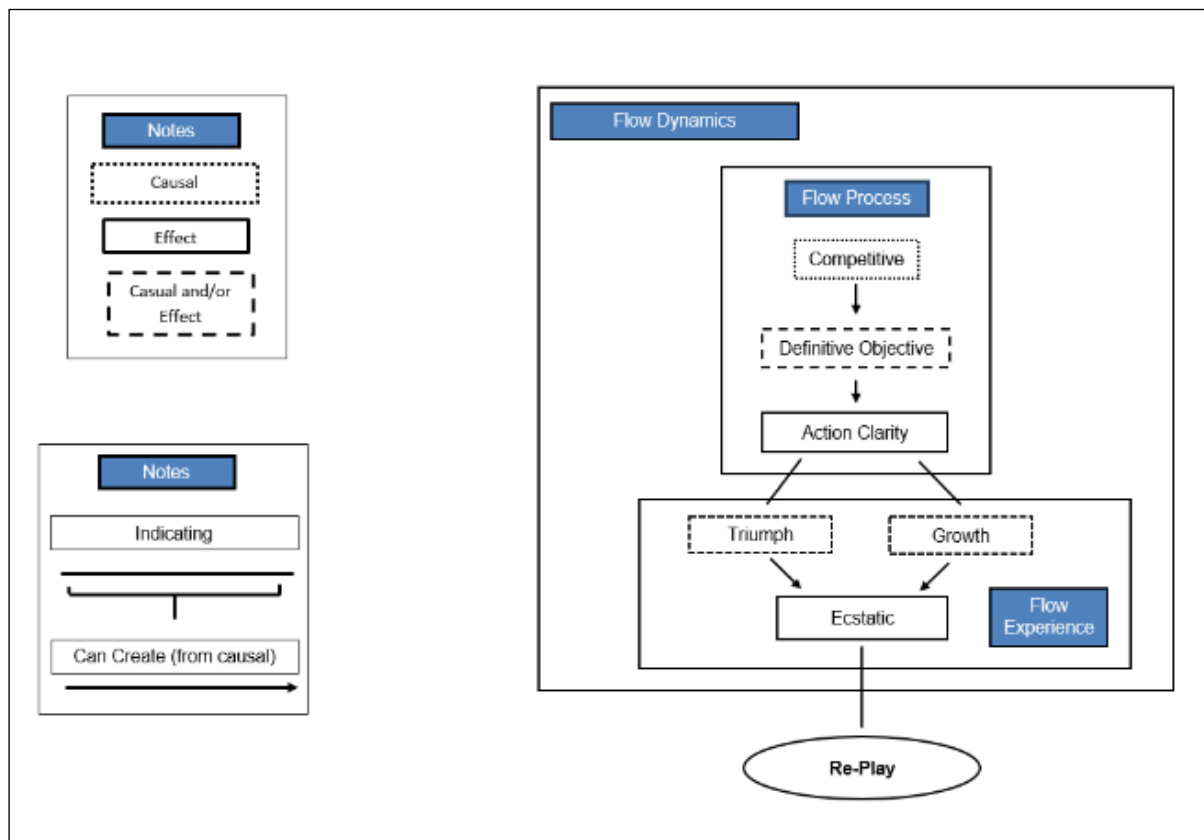 Notes
Causal
Effect
Casual and/or
Effect
Notes
Indicating
Can Create (from causal)
Flow Dynamics
Flow Process
Competitive
Definitive Objective
Action Clarity
Triumph
Growth
Ecstatic
Flow
Experience
Re-Play